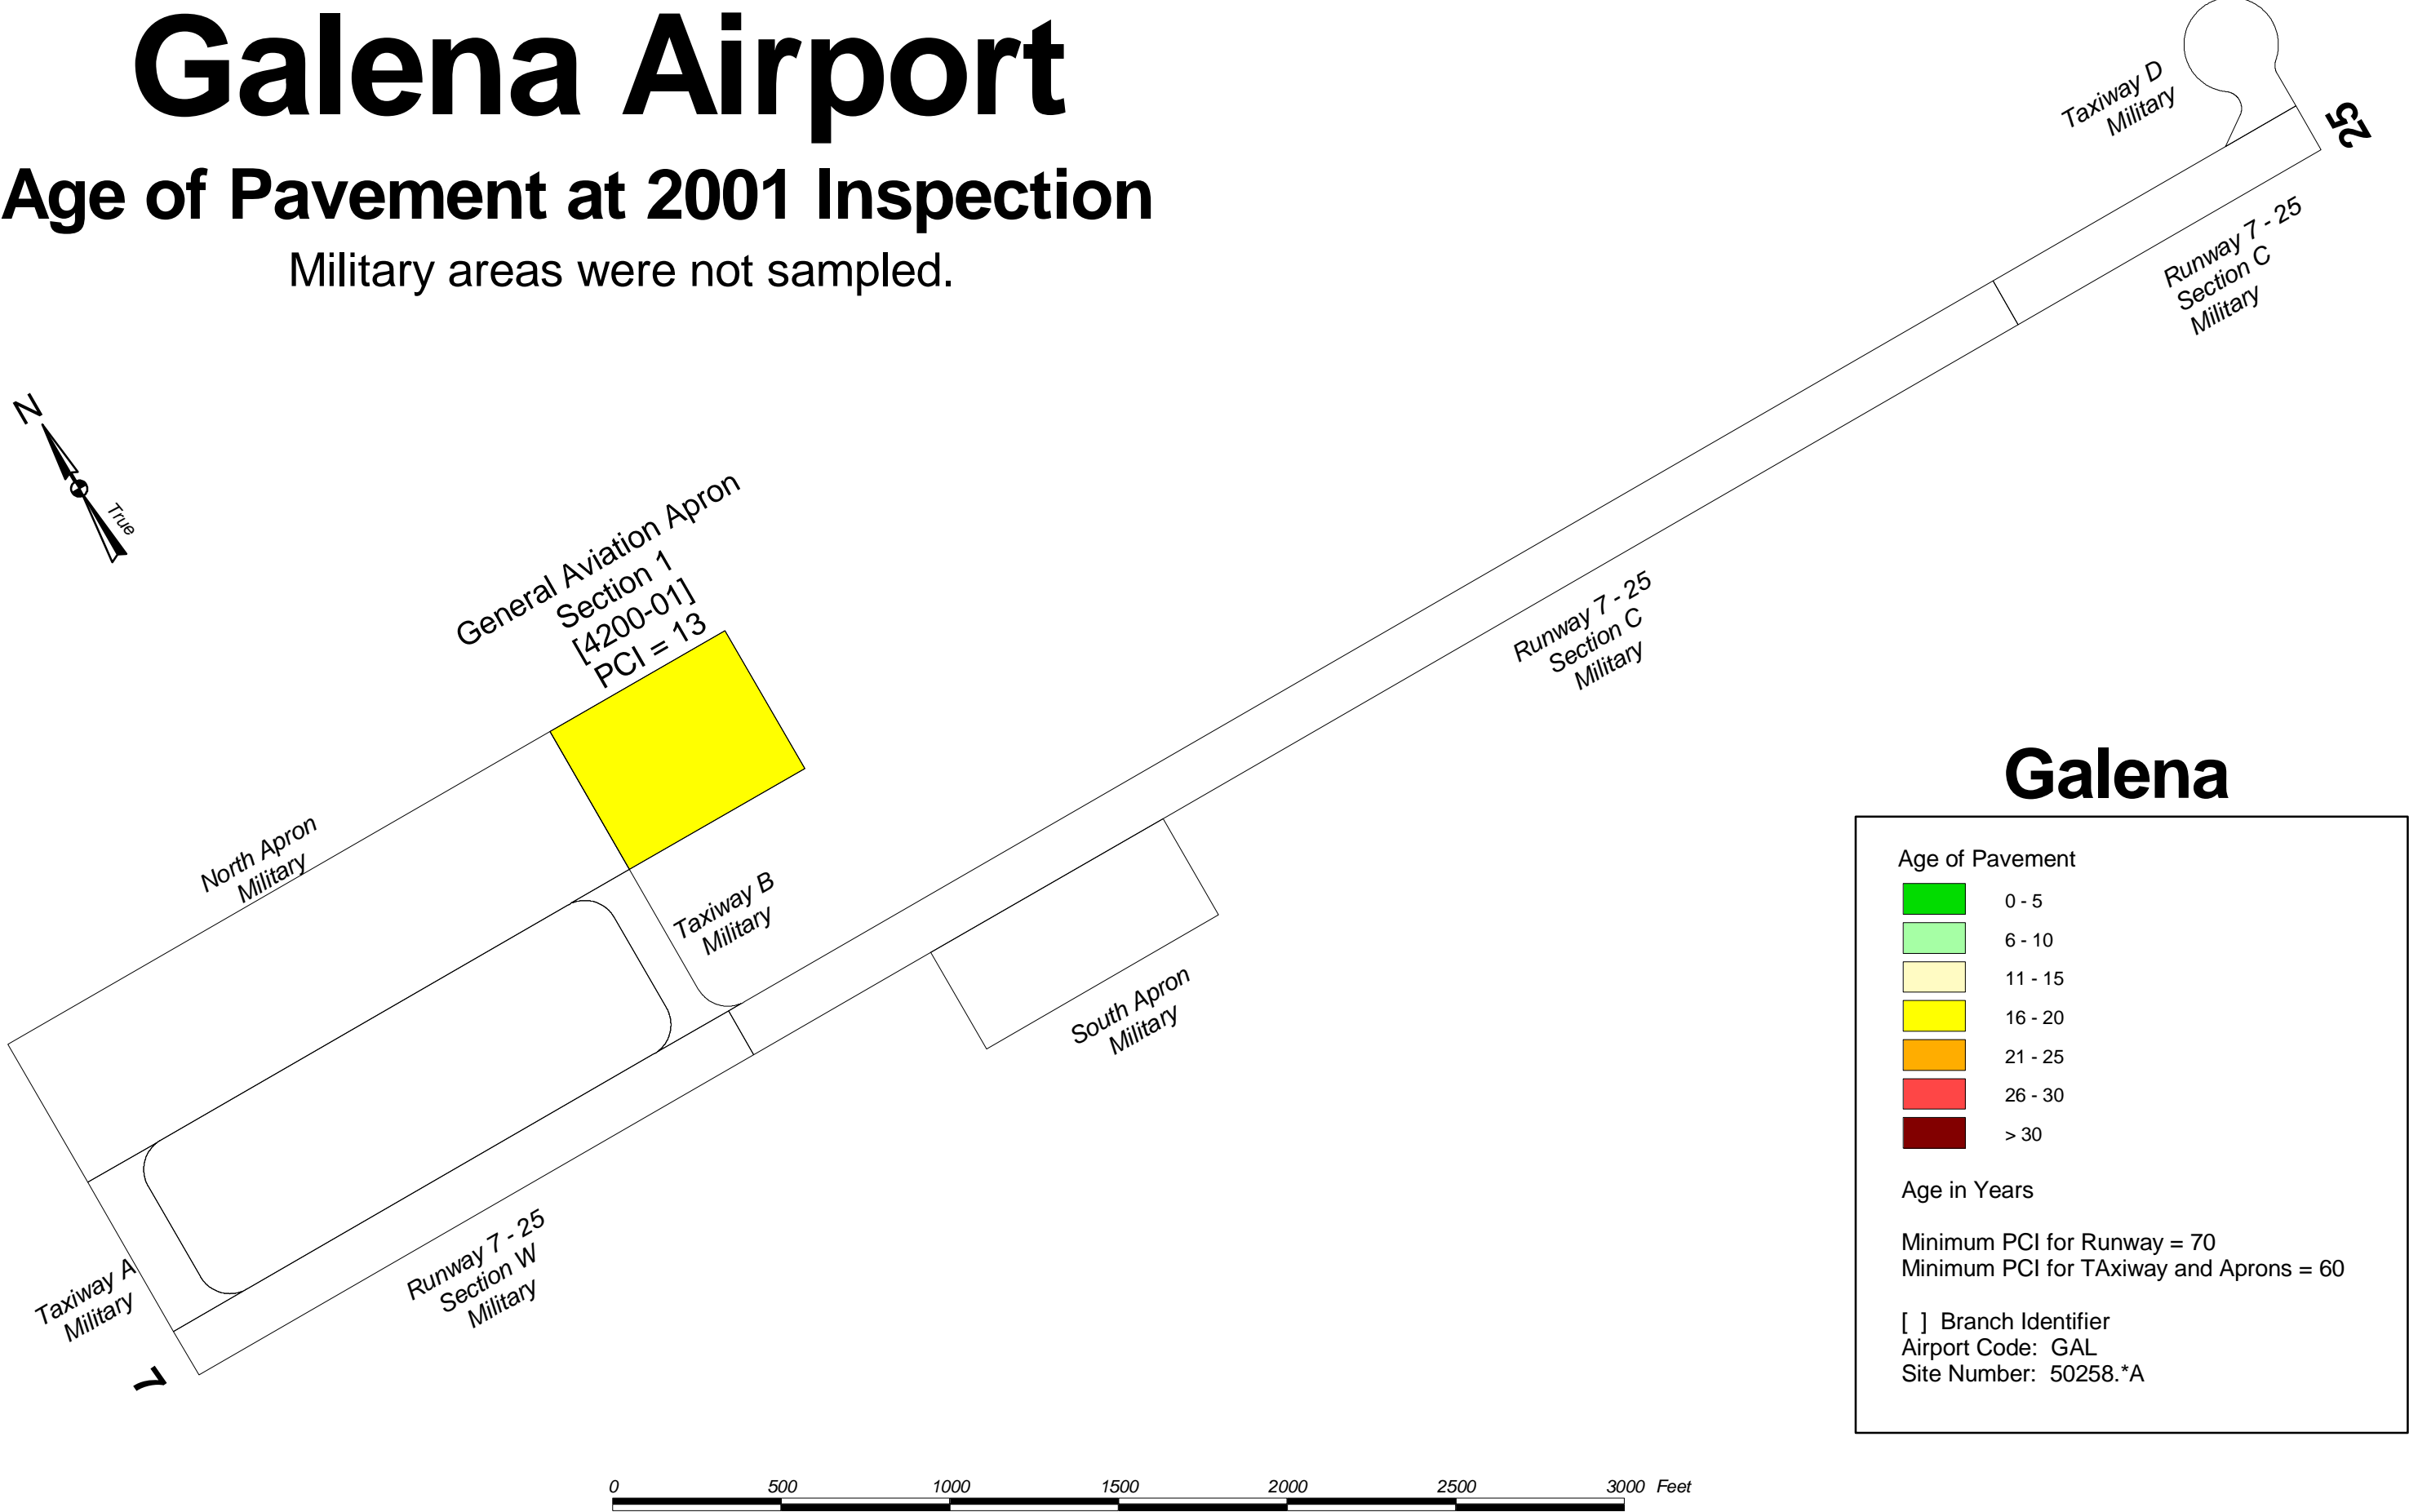 Galena Airport
Age of Pavement at 2001 Inspection
Military areas were not sampled.
N
True
Taxiway D
Military
25
Runway 7 - 25
Section C
Military
General Aviation Apron
Section 1
[4200-01]
PCI = 13
Runway 7 - 25
Section C
Military
North Apron
Military
Taxiway B
Military
South Apron
Military
Runway 7 - 25
Section W
Military
Taxiway A
Military
7
Galena
Age of Pavement
0 - 5
6 - 10
11 - 15
16 - 20
21 - 25
26 - 30
> 30
Age in Years
Minimum PCI for Runway = 70
Minimum PCI for TAxiway and Aprons = 60
[ ] Branch Identifier
Airport Code: GAL
Site Number: 50258.*A
0 500 1000 1500 2000 2500 3000 Feet